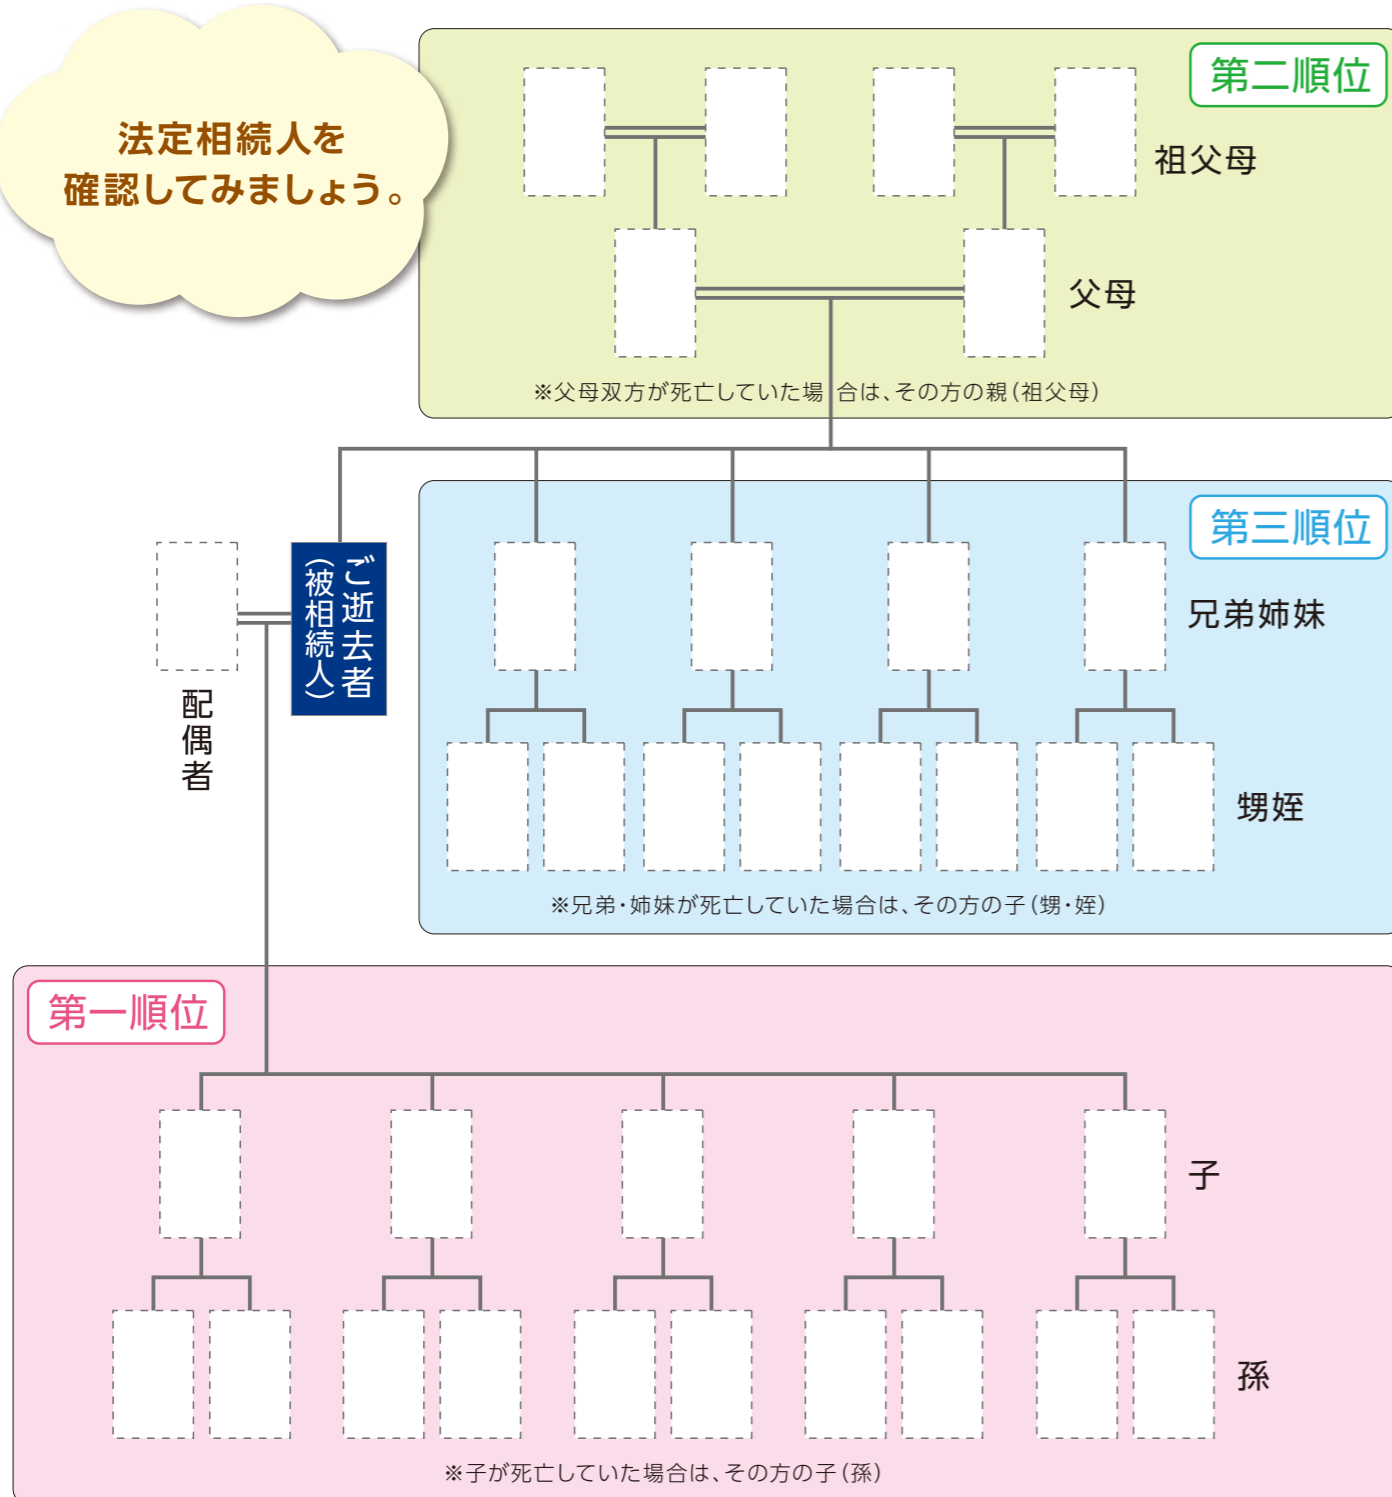 法定相続人を
確認してみましょう。
第二順位
祖父母
父母
※父母双方が死亡していた場合は、その方の親(祖父母)
第三順位
ご逝去者
(被相続人)
配偶者
兄弟姉妹
甥姪
※兄弟・姉妹が死亡していた場合は、その方の子(甥・姪)
第一順位
子
孫
※子が死亡していた場合は、その方の子(孫)